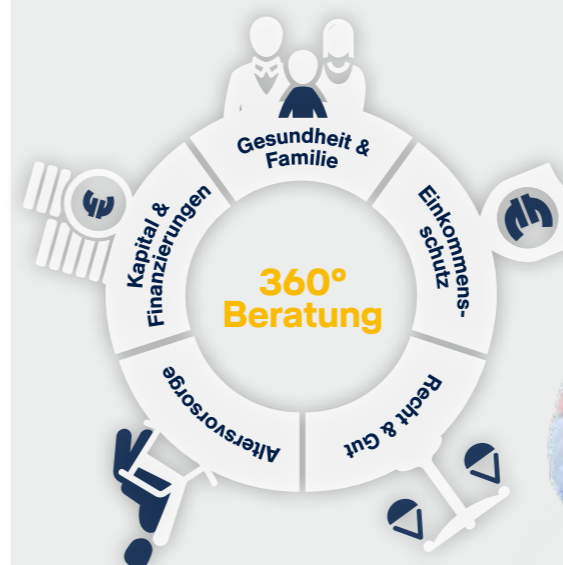 Gesundheit &
Familie
Einkommens-
schutz
Recht & Gut
Altersvorsorge
Kapital &
Finanzierungen
360°
Beratung